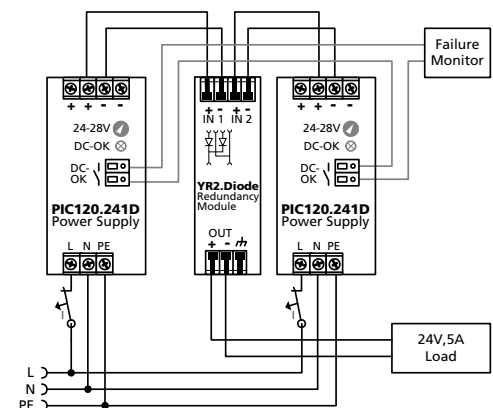 Failure
Monitor
+ + - -
24-28V
DC-OK
DC-
OK
PIC120.241D
Power Supply
L N PE
+ - + -
IN 1 IN 2
YR2.Diode
Redundancy
Module
OUT
+ -
+ + - -
24-28V
DC-OK
DC-
OK
PIC120.241D
Power Supply
L N PE
I
I
24V,5A
Load
L
N
PE